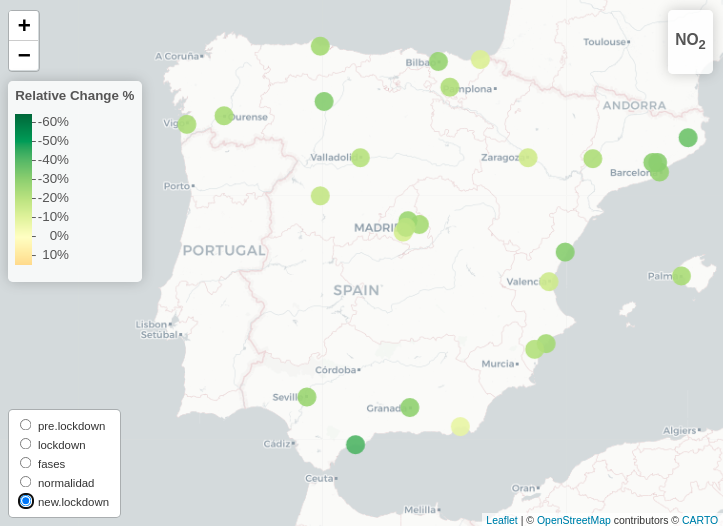 +
−
NO2
Relative Change %
-60%
-50%
-40%
-30%
-20%
-10%
0%
10%
A Coruña
Toulouse
Bilbao
Pamplona
ANDORRA
Vigo
Ourense
Valladolid
Zaragoza
Barcelona
Porto
MADRID
PORTUGAL
SPAIN
Valencia
Palma
Lisbon
Setúbal
Córdoba
Murcia
Sevilla
Granada
Cádiz
Algiers
Ceuta
Oran
Melilla
pre.lockdown
lockdown
fases
normalidad
new.lockdown
Leaflet | © OpenStreetMap contributors © CARTO